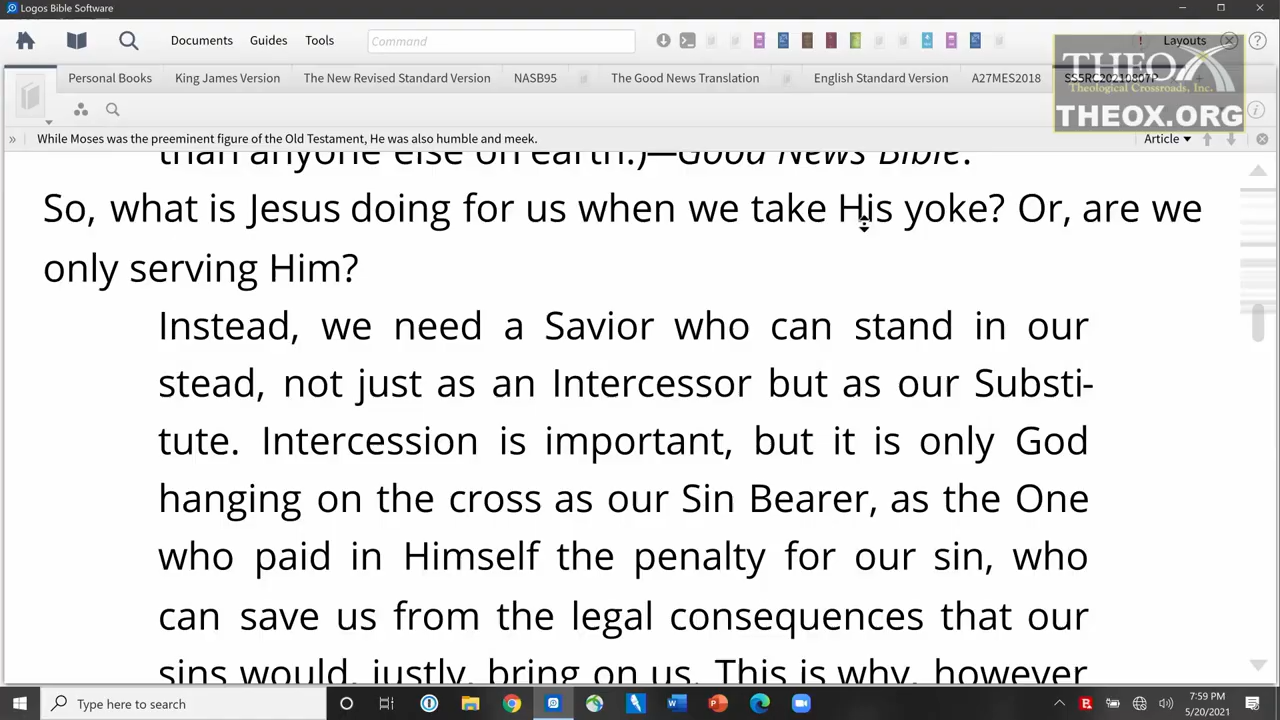 Logos Bible Software
Documents Guides Tools Command Layouts
Personal Books King James Version The New Revised Standard Version NASB95 The Good News Translation English Standard Version A27MES2018 SS5RC20210807P
THEOX
Theological Crossroads, Inc.
THEOX.ORG
While Moses was the preeminent figure of the Old Testament, He was also humble and meek. Article
than anyone else on earth.)—Good News Bible.
So, what is Jesus doing for us when we take His yoke? Or, are we
only serving Him?
Instead, we need a Savior who can stand in our
stead, not just as an Intercessor but as our Substi-
tute. Intercession is important, but it is only God
hanging on the cross as our Sin Bearer, as the One
who paid in Himself the penalty for our sin, who
can save us from the legal consequences that our
sins would, justly, bring on us. This is why, however
Type here to search
7:59 PM
5/20/2021